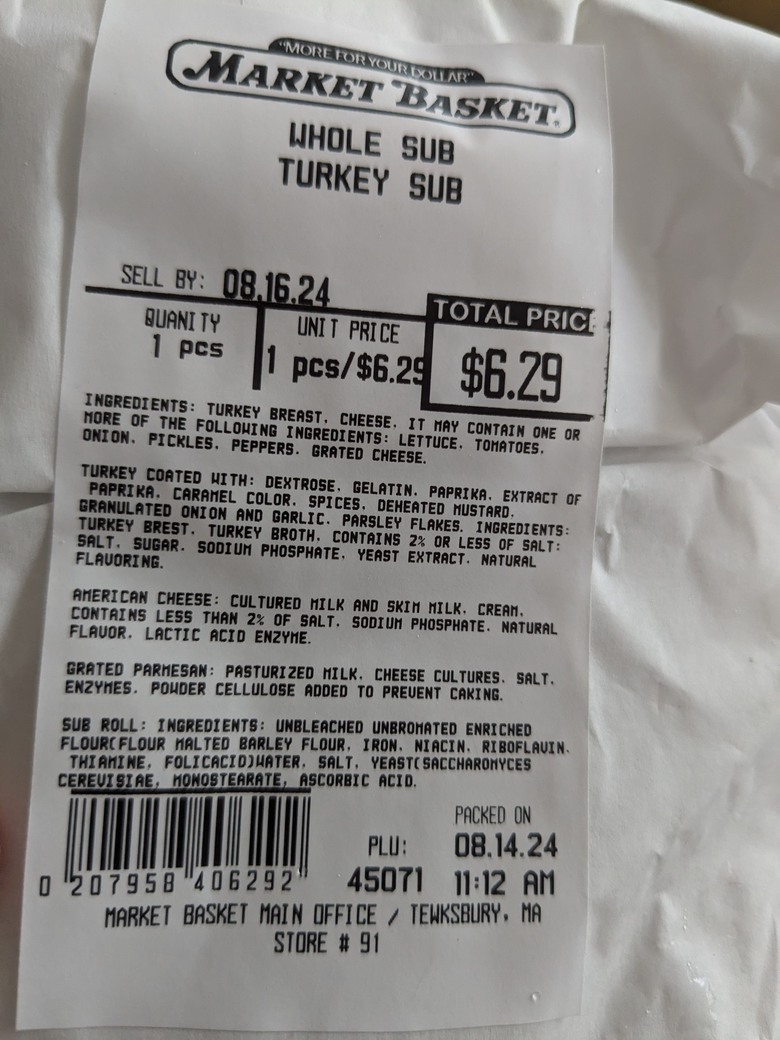 "MORE FOR YOUR DOLLAR"
MARKET BASKET®
WHOLE SUB
TURKEY SUB
SELL BY: 08.16.24
QUANITY
1 pcs
UNIT PRICE
1 pcs/$6.29
TOTAL PRICE
$6.29
INGREDIENTS: TURKEY BREAST, CHEESE, IT MAY CONTAIN ONE OR
MORE OF THE FOLLOWING INGREDIENTS: LETTUCE, TOMATOES,
ONION, PICKLES, PEPPERS, GRATED CHEESE.
TURKEY COATED WITH: DEXTROSE, GELATIN, PAPRIKA, EXTRACT OF
PAPRIKA, CARAMEL COLOR, SPICES, DEHEATED MUSTARD,
GRANULATED ONION AND GARLIC, PARSLEY FLAKES, INGREDIENTS:
TURKEY BREST, TURKEY BROTH, CONTAINS 2% OR LESS OF SALT:
SALT, SUGAR, SODIUM PHOSPHATE, YEAST EXTRACT, NATURAL
FLAVORING.
AMERICAN CHEESE: CULTURED MILK AND SKIM MILK, CREAM,
CONTAINS LESS THAN 2% OF SALT, SODIUM PHOSPHATE, NATURAL
FLAVOR, LACTIC ACID ENZYME.
GRATED PARMESAN: PASTURIZED MILK, CHEESE CULTURES, SALT,
ENZYMES, POWDER CELLULOSE ADDED TO PREVENT CAKING.
SUB ROLL: INGREDIENTS: UNBLEACHED UNBROMATED ENRICHED
FLOUR(FLOUR MALTED BARLEY FLOUR, IRON, NIACIN, RIBOFLAVIN,
THIAMINE, FOLICACID)WATER, SALT, YEAST(SACCHAROMYCES
CEREVISIAE, MONOSTEARATE, ASCORBIC ACID.
0 207958 406292
PLU:
45071
PACKED ON
08.14.24
11:12 AM
MARKET BASKET MAIN OFFICE / TEWKSBURY, MA
STORE # 91